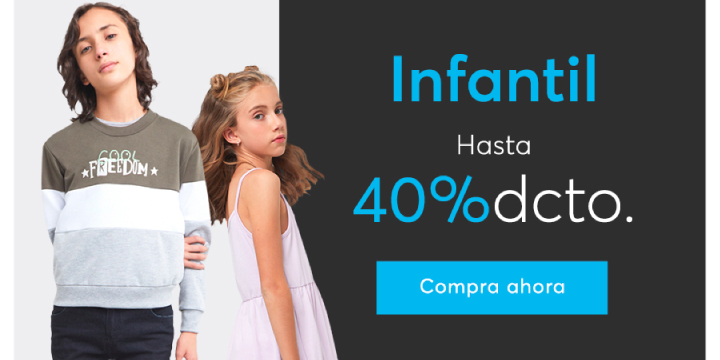 COOL
FREEDOM
Infantil
Hasta
40%dcto.
Compra ahora